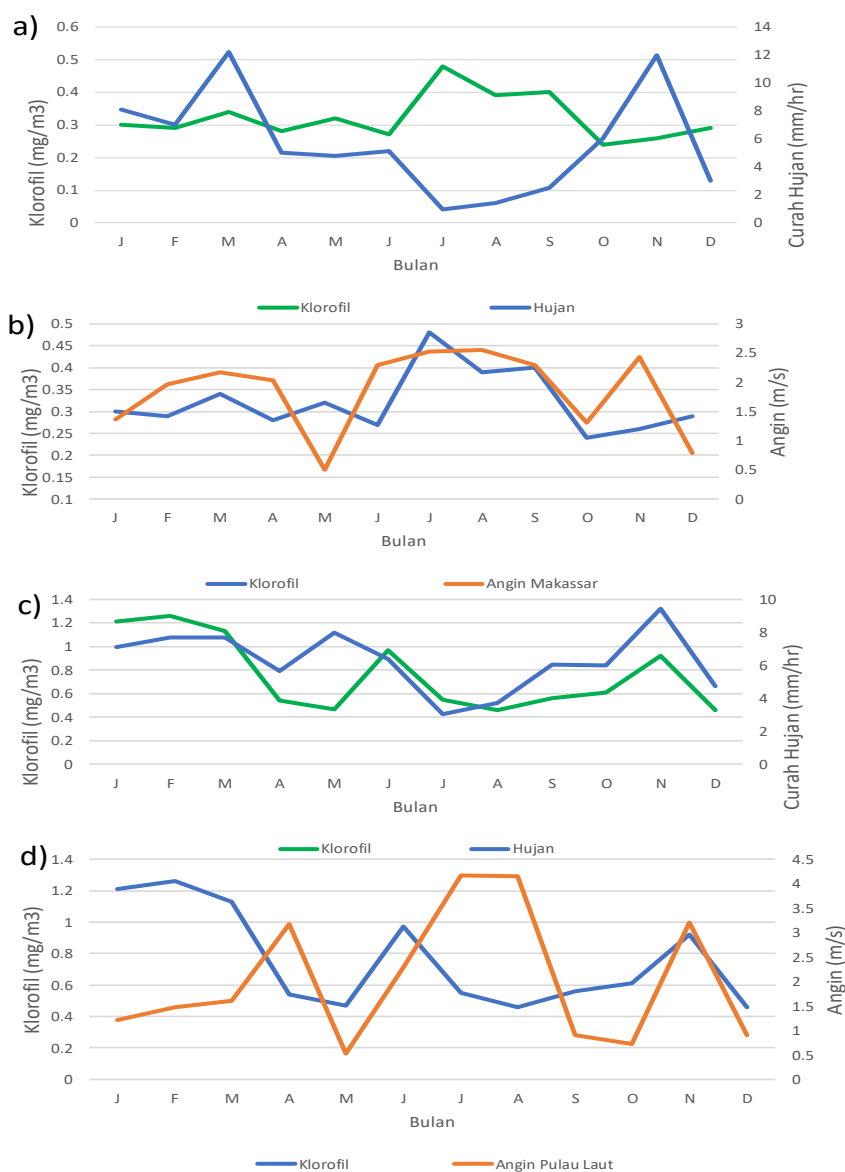 a)
Klorofil (mg/m3)
0.6
0.5
0.4
0.3
0.2
0.1
0
14
12
10
8
6
4
2
0
Curah Hujan (mm/hr)
J F M A M J J A S O N D
Bulan
Klorofil Hujan
b)
Klorofil (mg/m3)
0.5
0.45
0.4
0.35
0.3
0.25
0.2
0.15
0.1
3
2.5
2
1.5
1
0.5
0
Angin (m/s)
J F M A M J J A S O N D
Bulan
Klorofil Angin Makassar
c)
Klorofil (mg/m3)
1.4
1.2
1
0.8
0.6
0.4
0.2
0
10
8
6
4
2
0
Curah Hujan (mm/hr)
J F M A M J J A S O N D
Bulan
Klorofil Hujan
d)
Klorofil (mg/m3)
1.4
1.2
1
0.8
0.6
0.4
0.2
0
4.5
4
3.5
3
2.5
2
1.5
1
0.5
0
Angin (m/s)
J F M A M J J A S O N D
Bulan
Klorofil Angin Pulau Laut